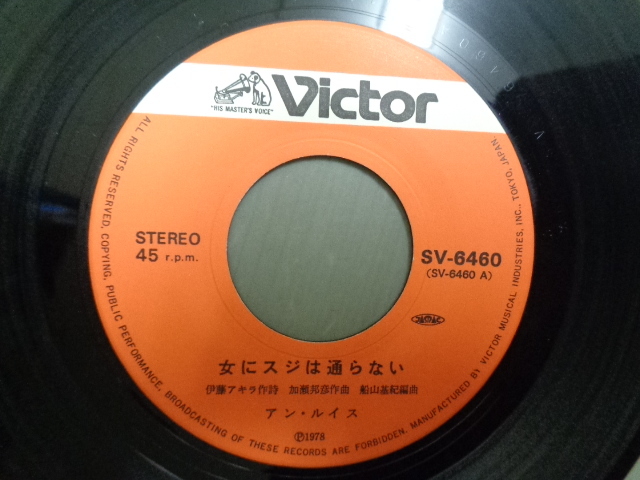 "HIS MASTER'S VOICE"
Victor
STEREO
45 r.p.m.
SV-6460
(SV-6460 A)
女にスジは通らない
伊藤アキラ作詩 加瀬邦彦作曲 船山基紀編曲
アン・ルイス
Ⓟ1978
ALL RIGHTS RESERVED, COPYING, PUBLIC PERFORMANCE, BROADCASTING OF THESE RECORDS ARE FORBIDDEN. MANUFACTURED BY VICTOR MUSICAL INDUSTRIES, INC., TOKYO, JAPAN.